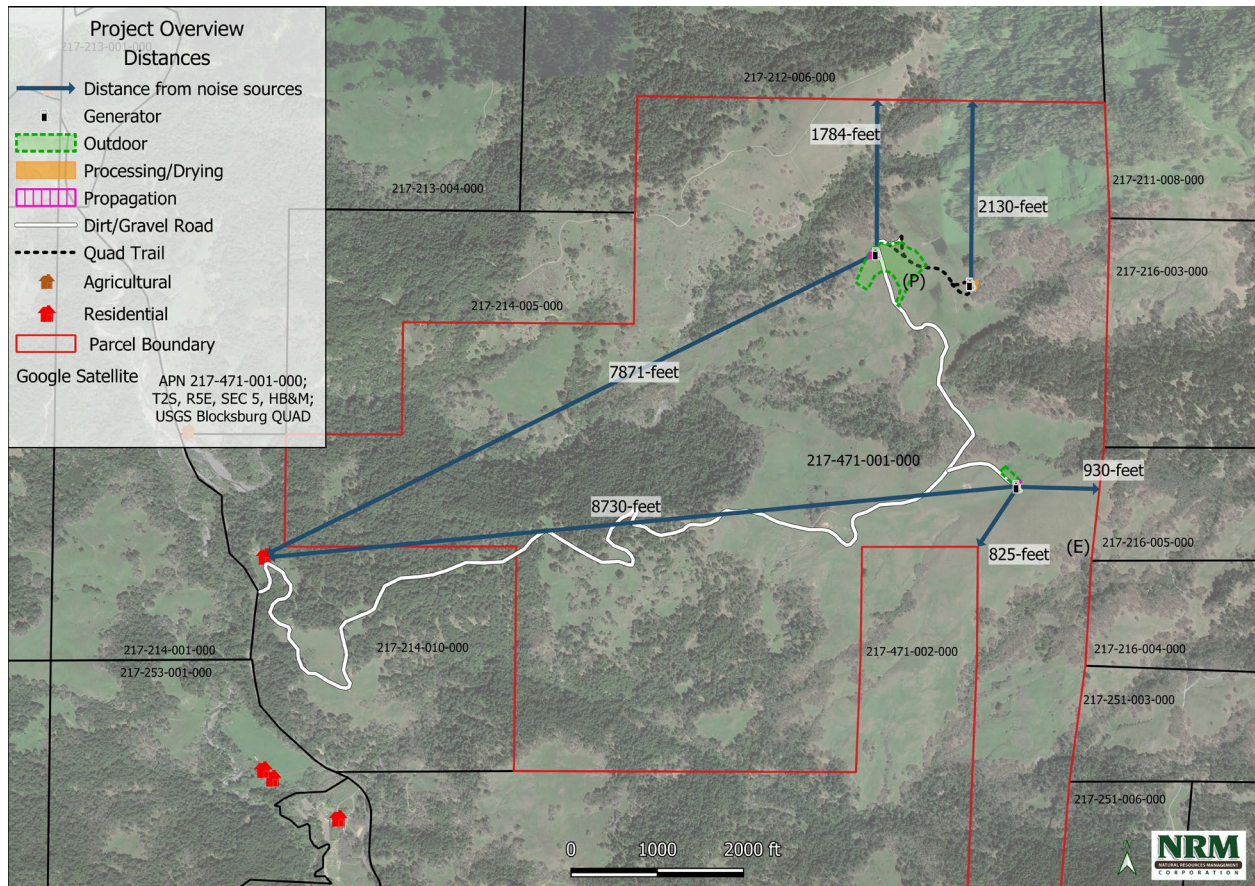 Project Overview
Distances
217-213-001-000
Distance from noise sources
Generator
Outdoor
Processing/Drying
Propagation
Dirt/Gravel Road
Quad Trail
Agricultural
Residential
Parcel Boundary
Google Satellite
APN 217-471-001-000;
T2S, R5E, SEC 5, HB&M;
USGS Blocksburg QUAD
217-212-006-000
1784-feet
217-213-004-000
217-211-008-000
2130-feet
217-216-003-000
(P)
217-214-005-000
7871-feet
217-471-001-000
930-feet
8730-feet
825-feet
(E)
217-216-005-000
217-214-001-000
217-214-010-000
217-471-002-000
217-216-004-000
217-253-001-000
217-251-003-000
217-251-006-000
0 1000 2000 ft
N
NRM
NATURAL RESOURCES MANAGEMENT
CORPORATION